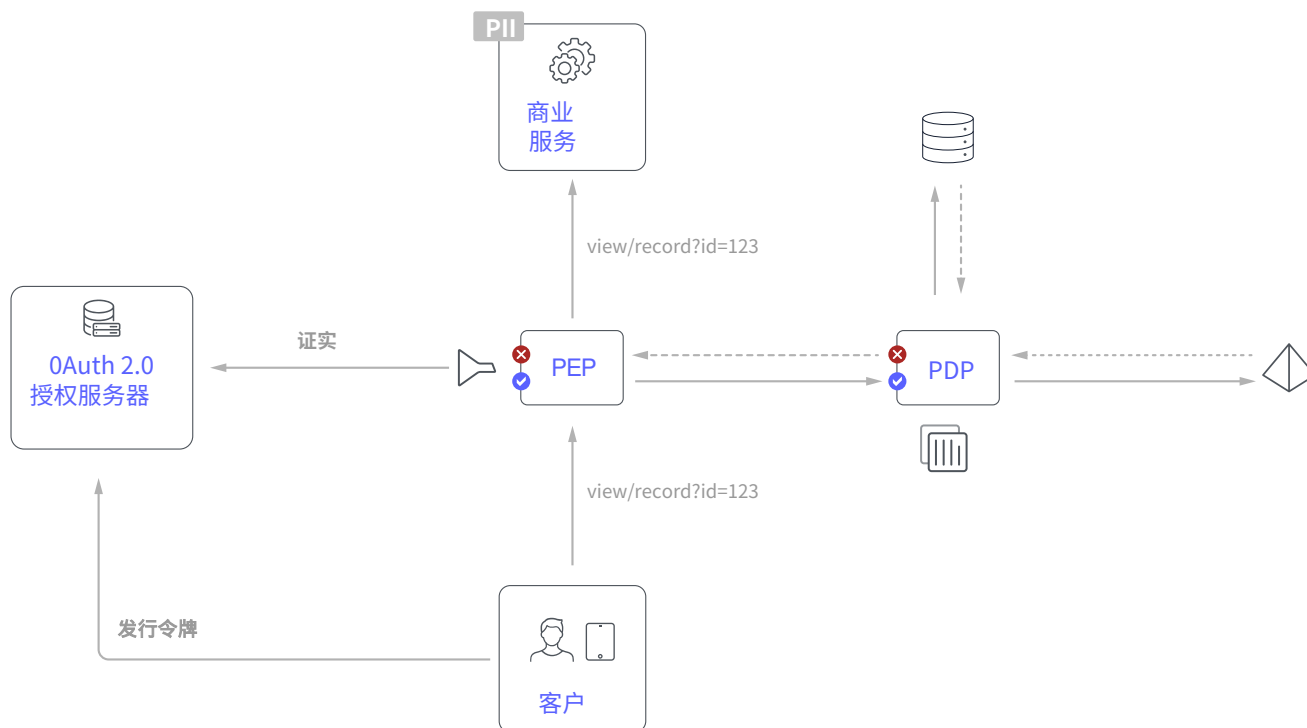 PII
商业
服务
view/record?id=123
0Auth 2.0
授权服务器
证实
PEP
PDP
view/record?id=123
发行令牌
客户